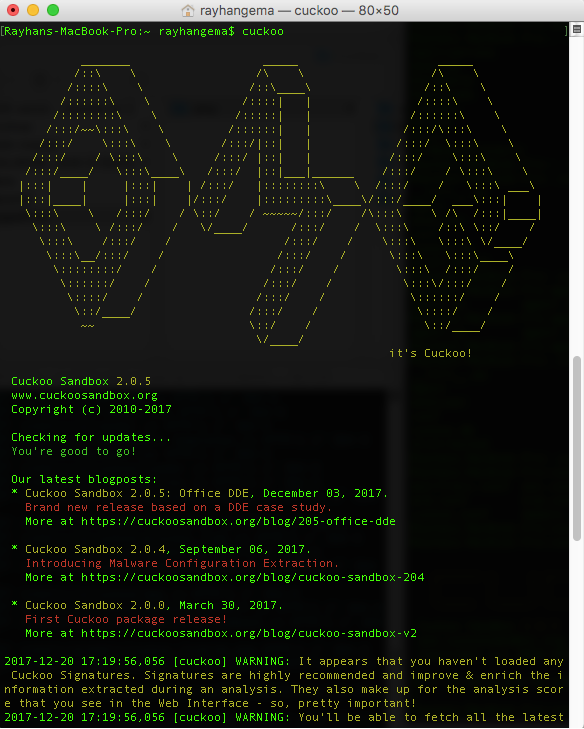 rayhangema — cuckoo — 80×50
[Rayhans-MacBook-Pro:~ rayhangema$ cuckoo ]
it's Cuckoo!
Cuckoo Sandbox 2.0.5
www.cuckoosandbox.org
Copyright (c) 2010-2017
Checking for updates...
You're good to go!
Our latest blogposts:
* Cuckoo Sandbox 2.0.5: Office DDE, December 03, 2017.
Brand new release based on a DDE case study.
More at https://cuckoosandbox.org/blog/205-office-dde
* Cuckoo Sandbox 2.0.4, September 06, 2017.
Introducing Malware Configuration Extraction.
More at https://cuckoosandbox.org/blog/cuckoo-sandbox-204
* Cuckoo Sandbox 2.0.0, March 30, 2017.
First Cuckoo package release!
More at https://cuckoosandbox.org/blog/cuckoo-sandbox-v2
2017-12-20 17:19:56,056 [cuckoo] WARNING: It appears that you haven't loaded any
Cuckoo Signatures. Signatures are highly recommended and improve & enrich the i
nformation extracted during an analysis. They also make up for the analysis scor
e that you see in the Web Interface - so, pretty important!
2017-12-20 17:19:56,056 [cuckoo] WARNING: You'll be able to fetch all the latest